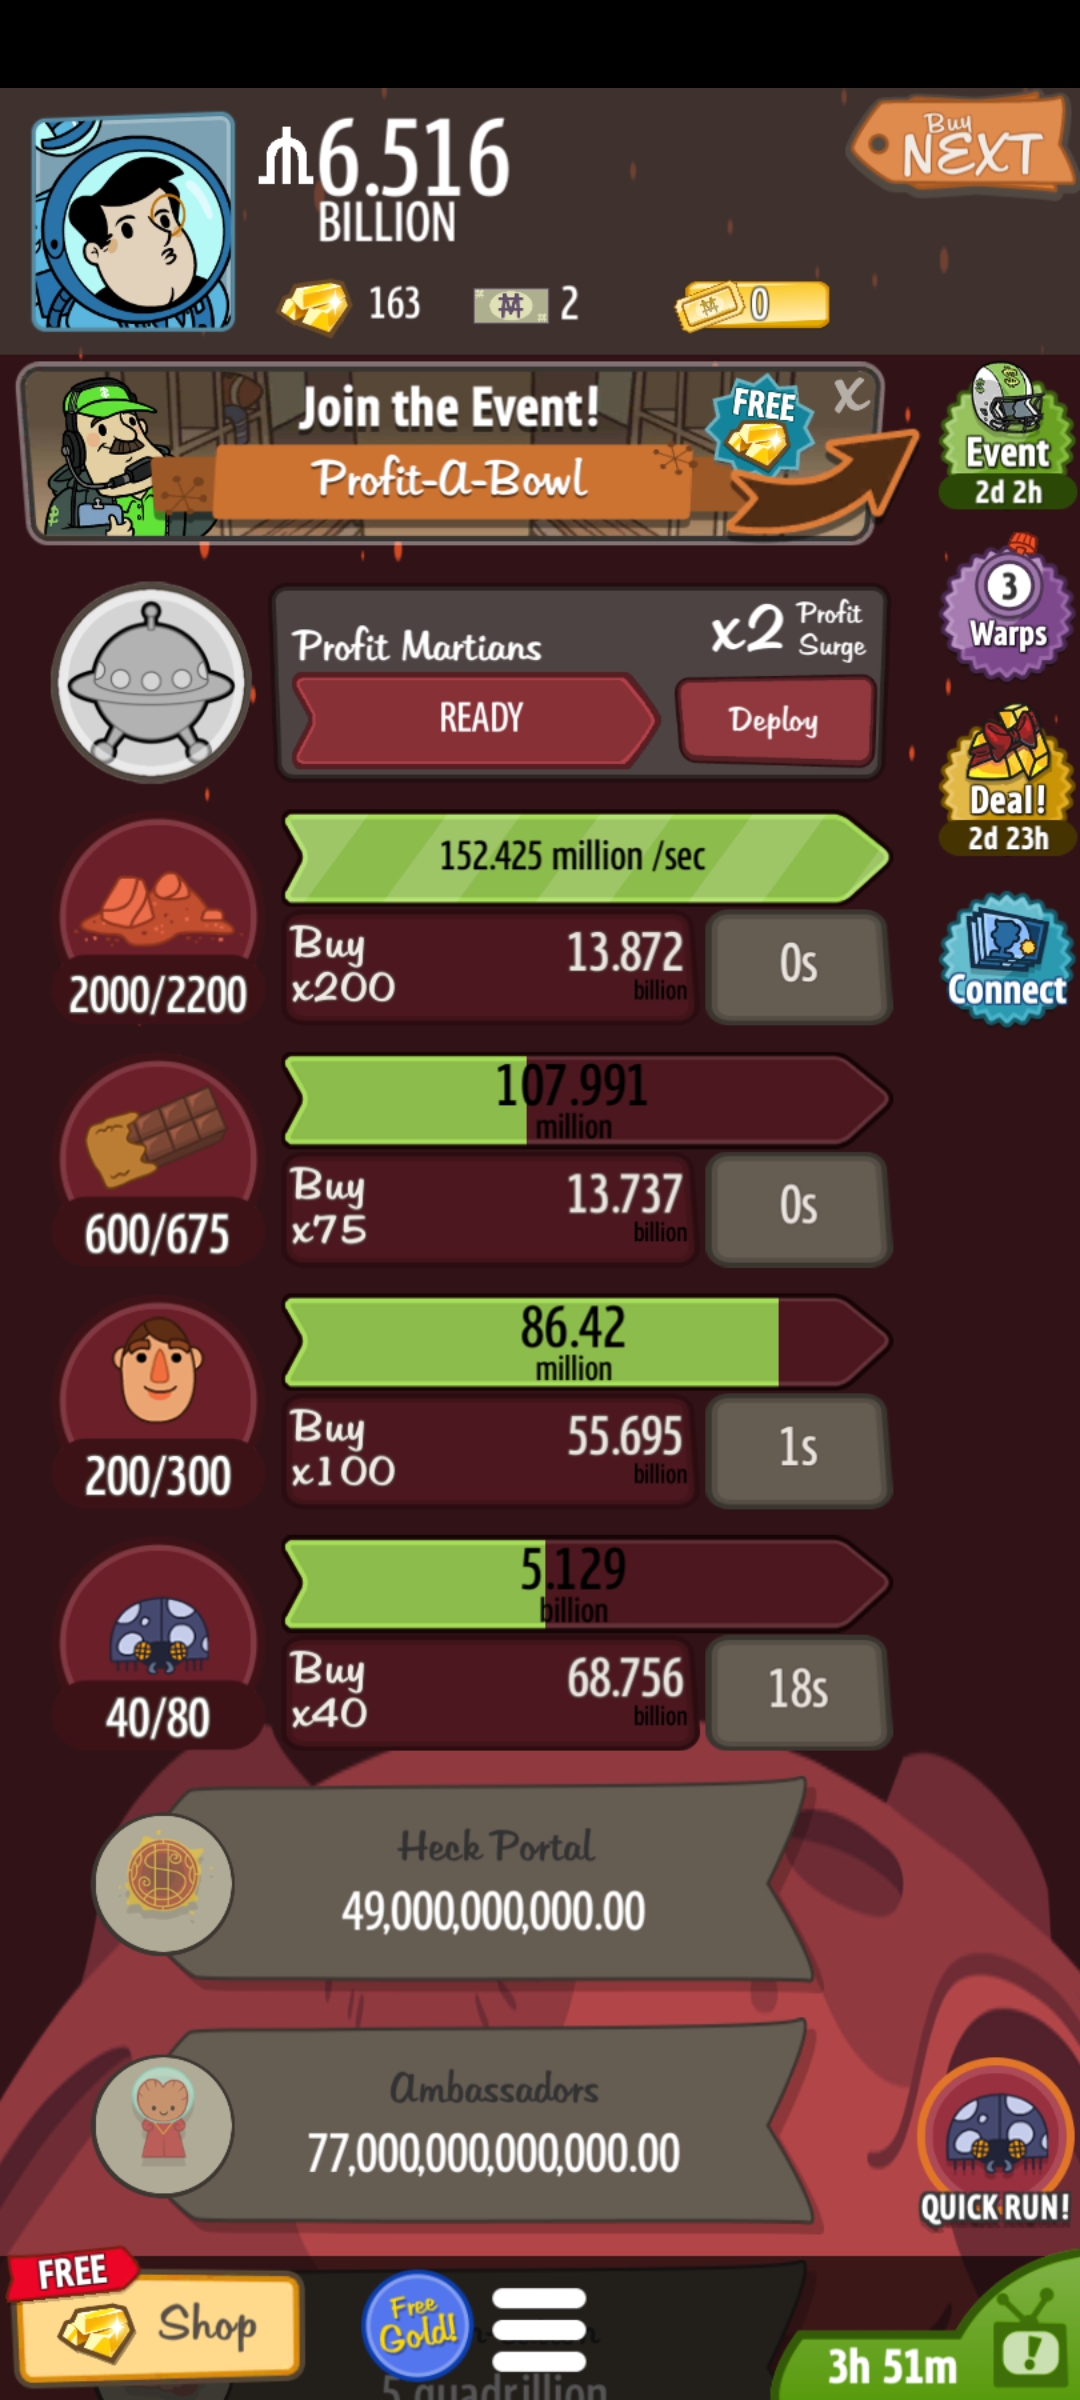 6.516
BILLION
Buy
NEXT
163
2
0
Join the Event!
FREE
X
Profit-A-Bowl
Event
2d 2h
3
Warps
Profit Martians
x2 Profit Surge
READY
Deploy
Deal!
2d 23h
152.425 million /sec
Buy
x200
13.872
billion
0s
2000/2200
Connect
107.991
million
Buy
x75
13.737
billion
0s
600/675
86.42
million
Buy
x100
55.695
billion
1s
200/300
5.129
billion
Buy
x40
68.756
billion
18s
40/80
Heck Portal
49,000,000,000.00
Ambassadors
77,000,000,000,000.00
QUICK RUN!
FREE
Shop
Free
Gold!
3h 51m
5 quadrillion